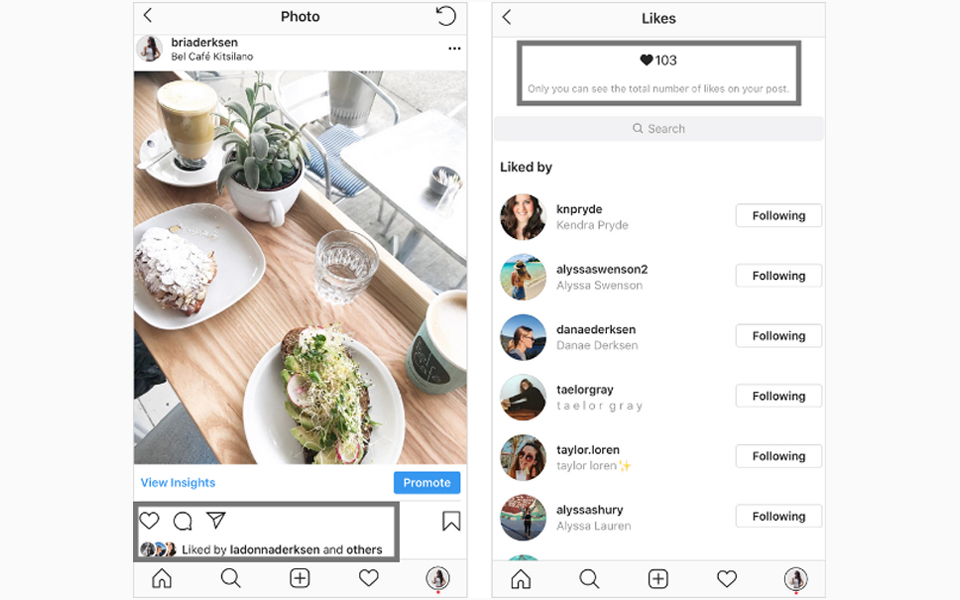 Photo
briaderksen
Bel Café Kitsilano
View Insights
Promote
Liked by ladonnaderksen and others
Likes
103
Only you can see the total number of likes on your post.
Search
Liked by
knpryde
Kendra Pryde
Following
alyssaswenson2
Alyssa Swenson
Following
danaederksen
Danae Derksen
Following
taelorgray
t a e l o r g r a y
Following
taylor.loren
taylor loren✨
Following
alyssashury
Alyssa Lauren
Following